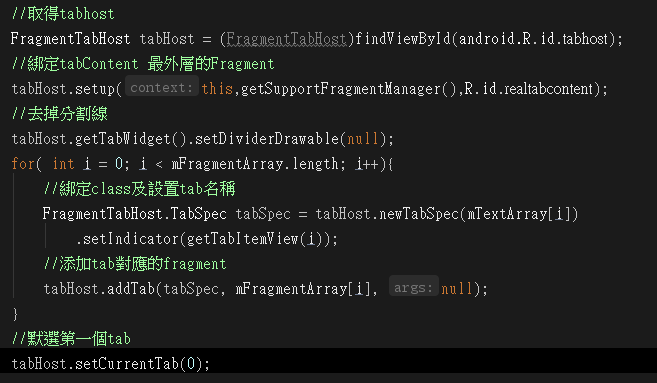 //取得tabhost
FragmentTabHost tabHost = (FragmentTabHost)findViewById(android.R.id.tabhost);
//綁定tabContent 最外層的Fragment
tabHost.setup( context: this,getSupportFragmentManager(),R.id.realtabcontent);
//去掉分割線
tabHost.getTabWidget().setDividerDrawable(null);
for( int i = 0; i < mFragmentArray.length; i++){
//綁定class及設置tab名稱
FragmentTabHost.TabSpec tabSpec = tabHost.newTabSpec(mTextArray[i])
.setIndicator(getTabItemView(i));
//添加tab對應的fragment
tabHost.addTab(tabSpec, mFragmentArray[i], args: null);
}
//默選第一個tab
tabHost.setCurrentTab(0);